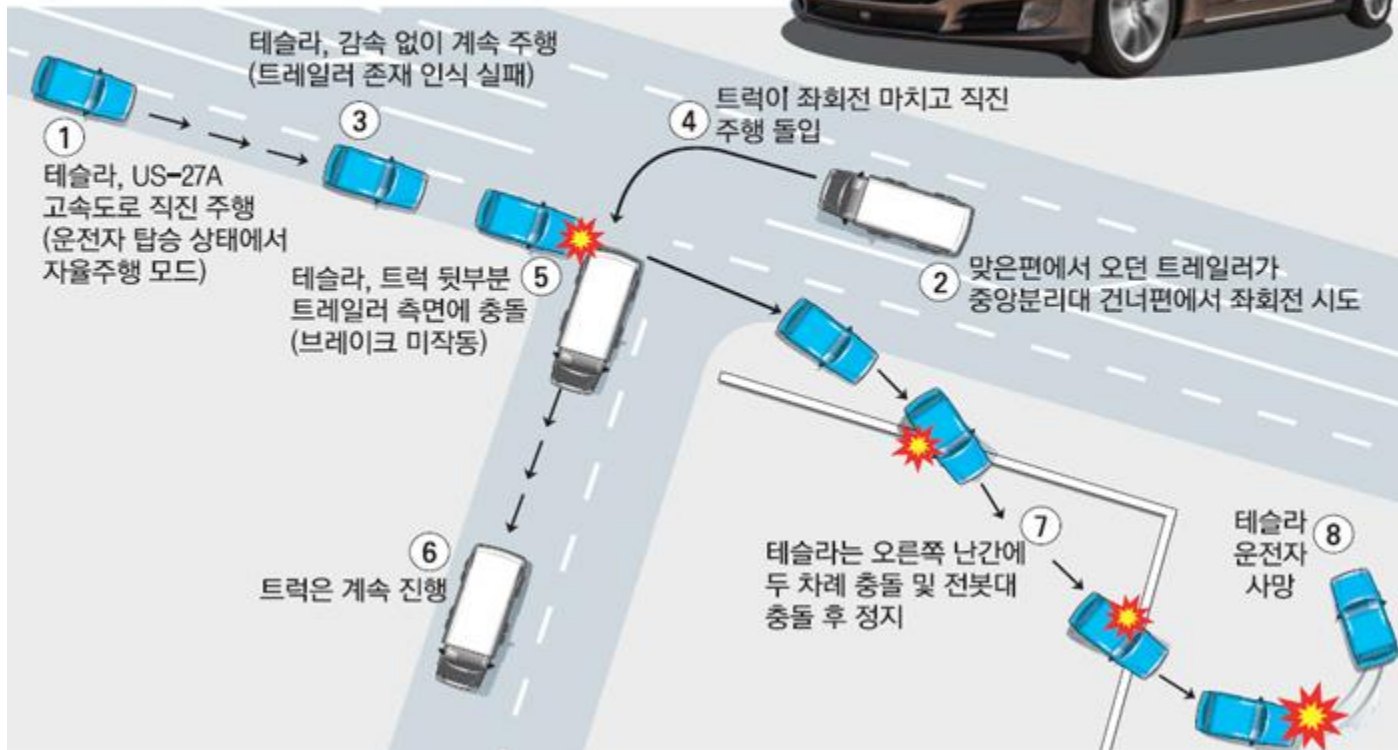 ①
테슬라, US-27A
고속도로 직진 주행
(운전자 탑승 상태에서
자율주행 모드)
②
맞은편에서 오던 트레일러가
중앙분리대 건너편에서 좌회전 시도
테슬라, 감속 없이 계속 주행
(트레일러 존재 인식 실패)
③
④
트럭이 좌회전 마치고 직진
주행 돌입
⑤
테슬라, 트럭 뒷부분
트레일러 측면에 충돌
(브레이크 미작동)
⑥
트럭은 계속 진행
⑦
테슬라는 오른쪽 난간에
두 차례 충돌 및 전봇대
충돌 후 정지
⑧
테슬라
운전자
사망